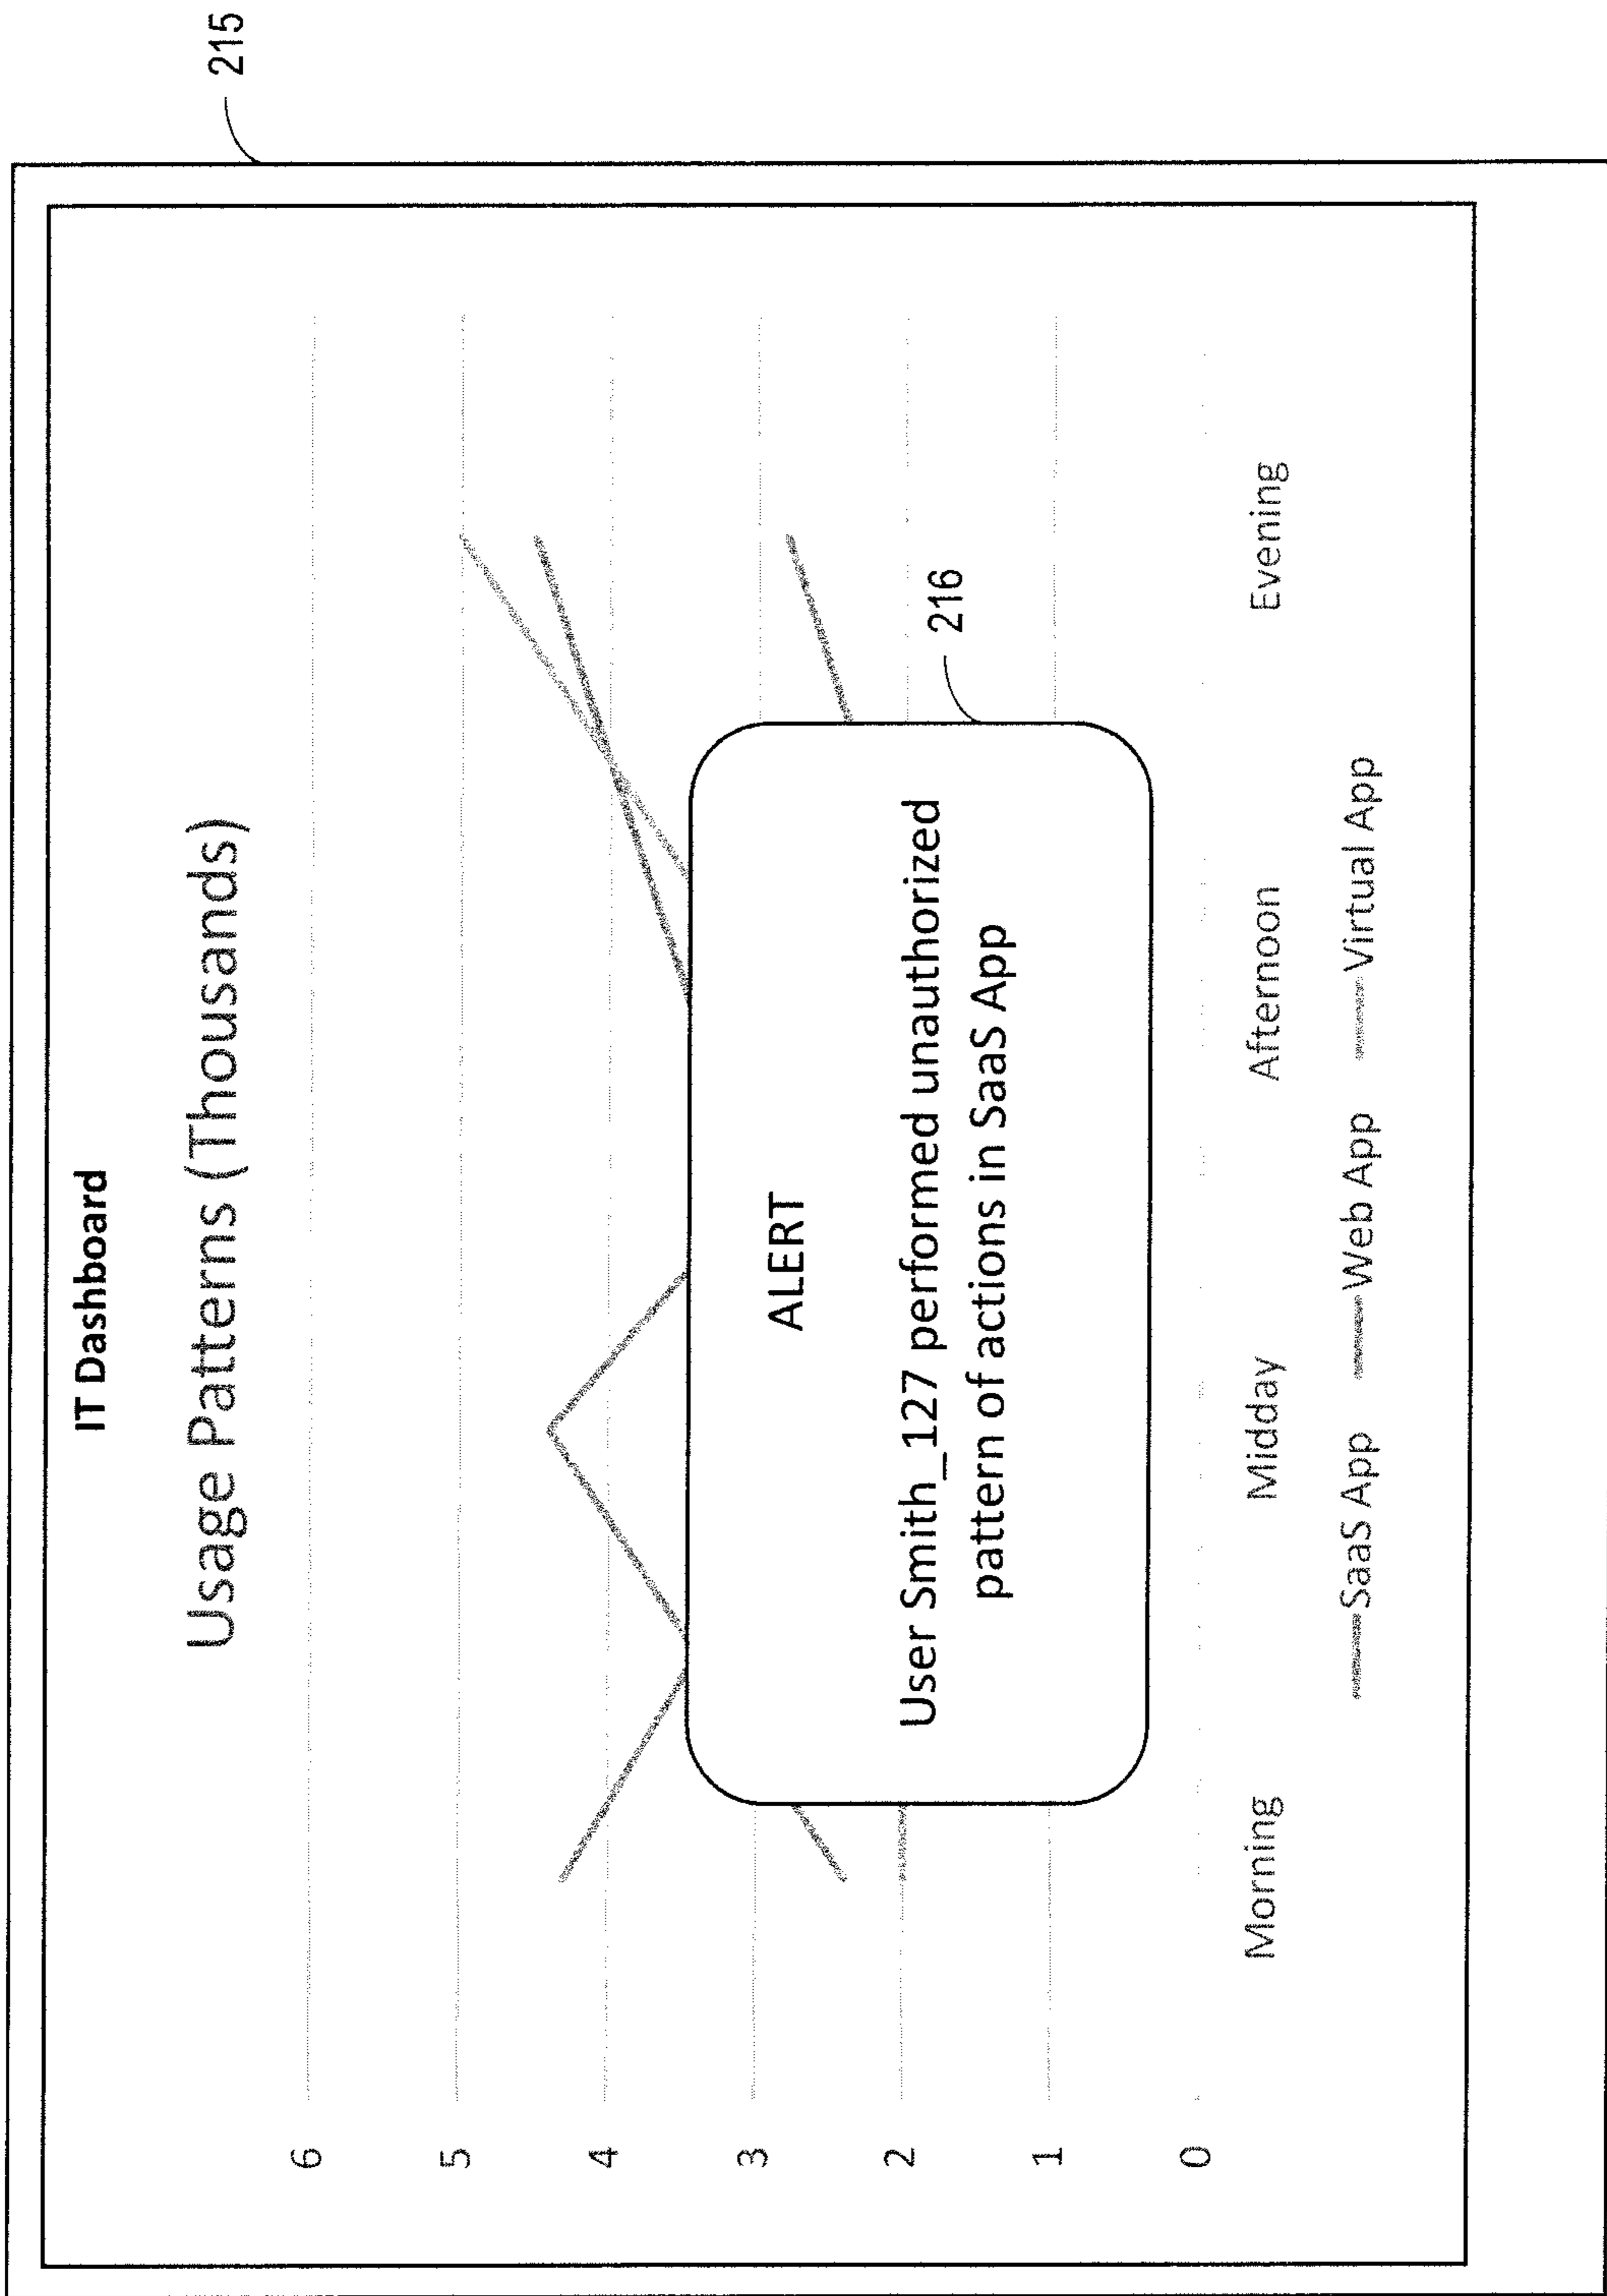 215
IT Dashboard
Usage Patterns (Thousands)
6
5
4
3
2
1
0
216
ALERT
User Smith_127 performed unauthorized
pattern of actions in SaaS App
Morning Midday Afternoon Evening
SaaS App Web App Virtual App